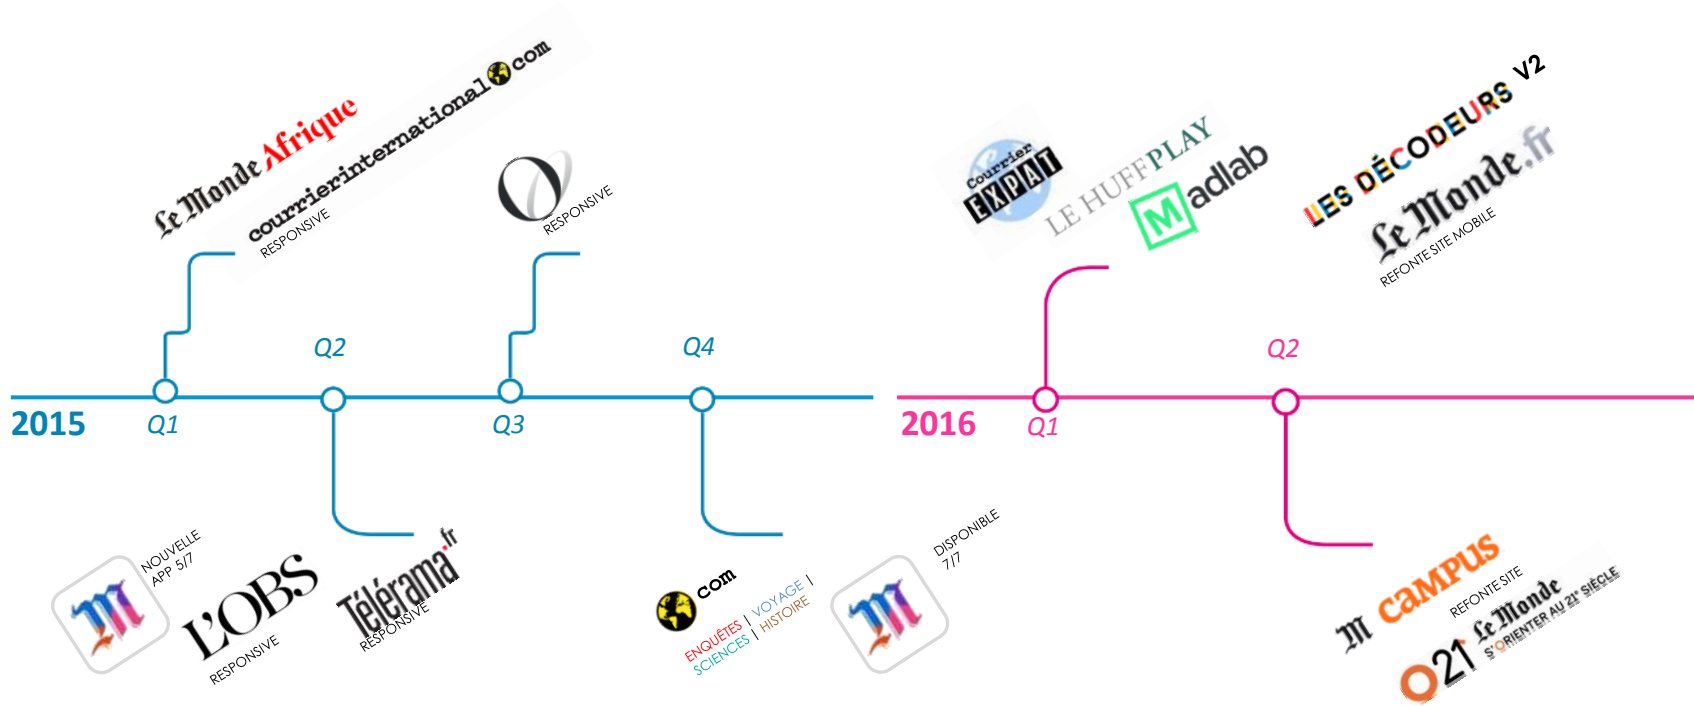 Le Monde Afrique
courrierinternational com
RESPONSIVE
RESPONSIVE
Courrier
EXPAT
LE HUFFPLAY
M adlab
LES DÉCODEURS V2
Le Monde.fr
REFONTE SITE MOBILE
Q2
Q4
Q2
2015
Q1
Q3
2016
Q1
NOUVELLE
APP 5/7
M
L'OBS
RESPONSIVE
Télérama.fr
RESPONSIVE
com
ENQUÊTES | VOYAGE |
SCIENCES | HISTOIRE
M
DISPONIBLE
7/7
M CAMPUS
REFONTE SITE
O21 Le Monde
S'ORIENTER AU 21e SIÈCLE